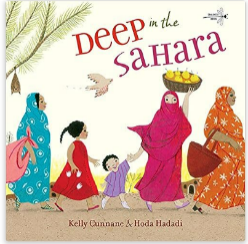 DEEP in the
SAHARA
Kelly Cunnane & Hoda Hadadi